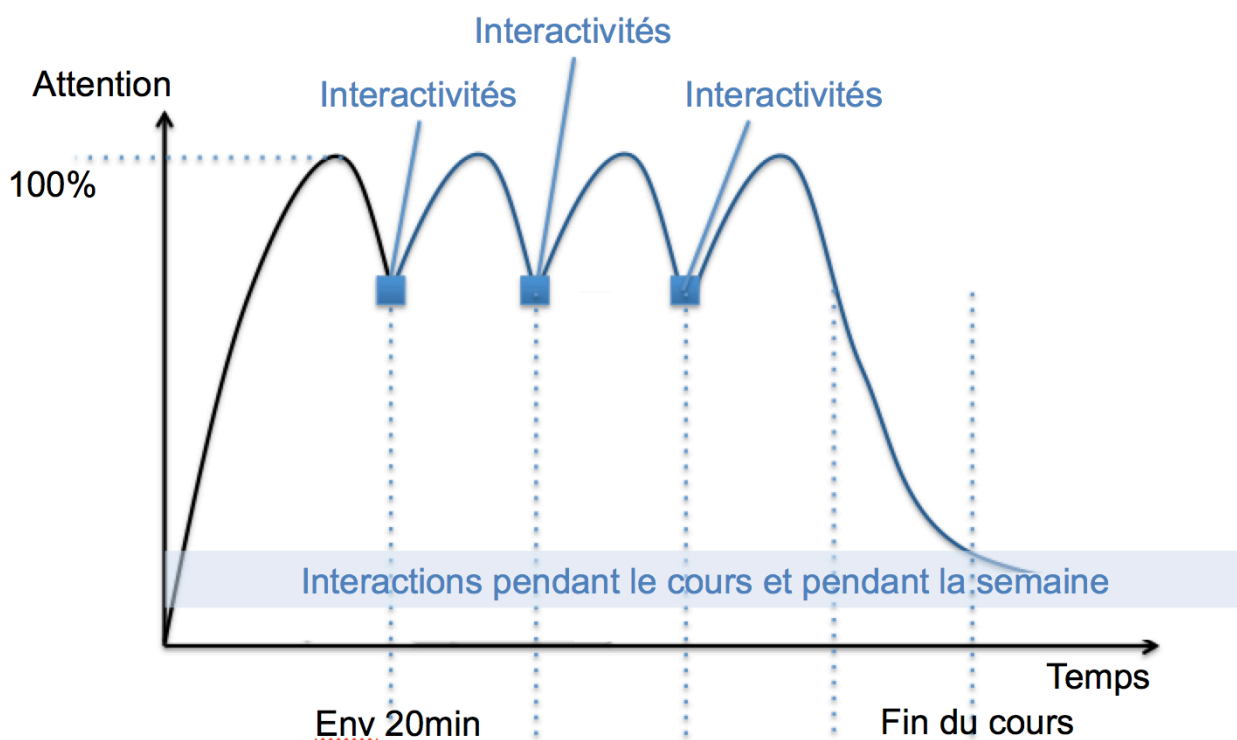 Interactivités
Attention
Interactivités
Interactivités
100%
Interactions pendant le cours et pendant la semaine
Temps
Env 20min
Fin du cours